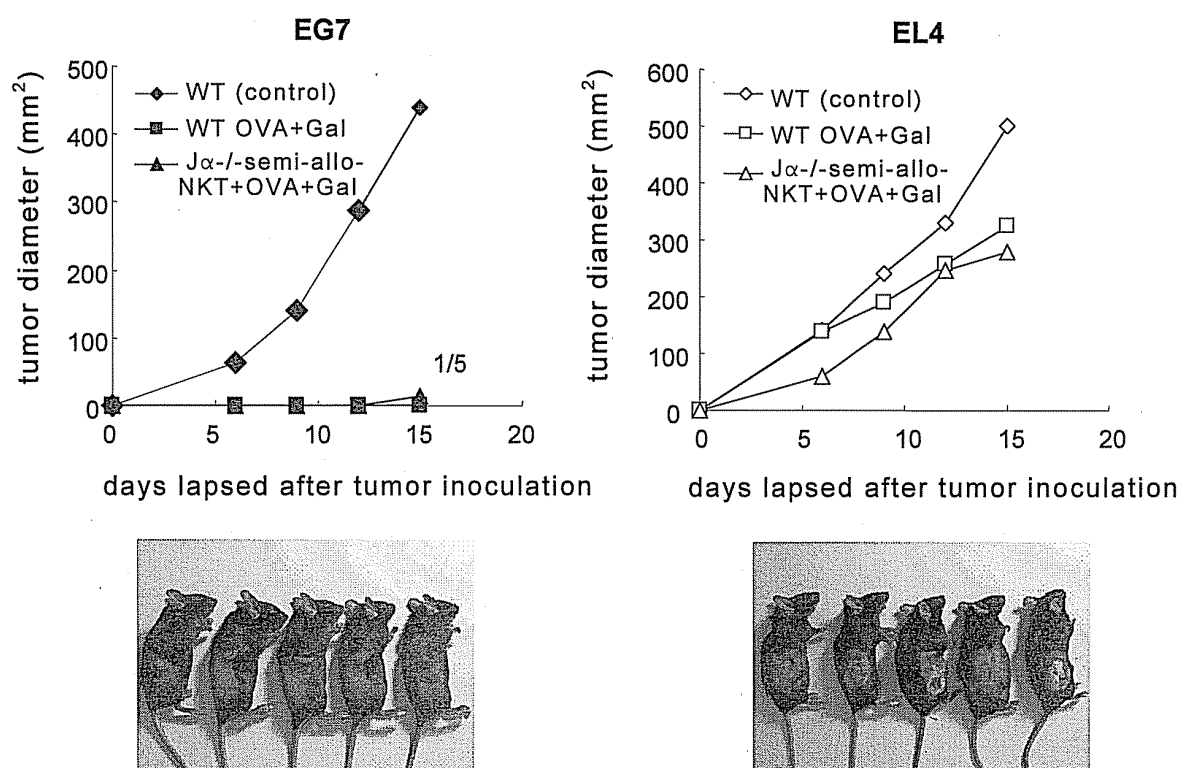 EG7
tumor diameter (mm²)
500
400
300
200
100
0
WT (control)
WT OVA+Gal
Jα-/-semi-allo-
NKT+OVA+Gal
1/5
0 5 10 15 20
days lapsed after tumor inoculation
EL4
tumor diameter (mm²)
600
500
400
300
200
100
0
WT (control)
WT OVA+Gal
Jα-/-semi-allo-
NKT+OVA+Gal
0 5 10 15 20
days lapsed after tumor inoculation